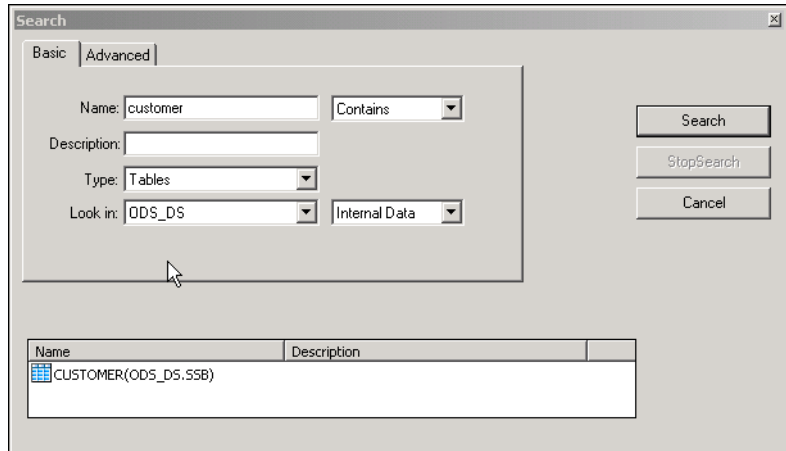 Search
Basic Advanced
Name: customer Contains
Search
Description:
StopSearch
Type: Tables
Cancel
Look in: ODS_DS Internal Data
Name Description
CUSTOMER(ODS_DS.SSB)